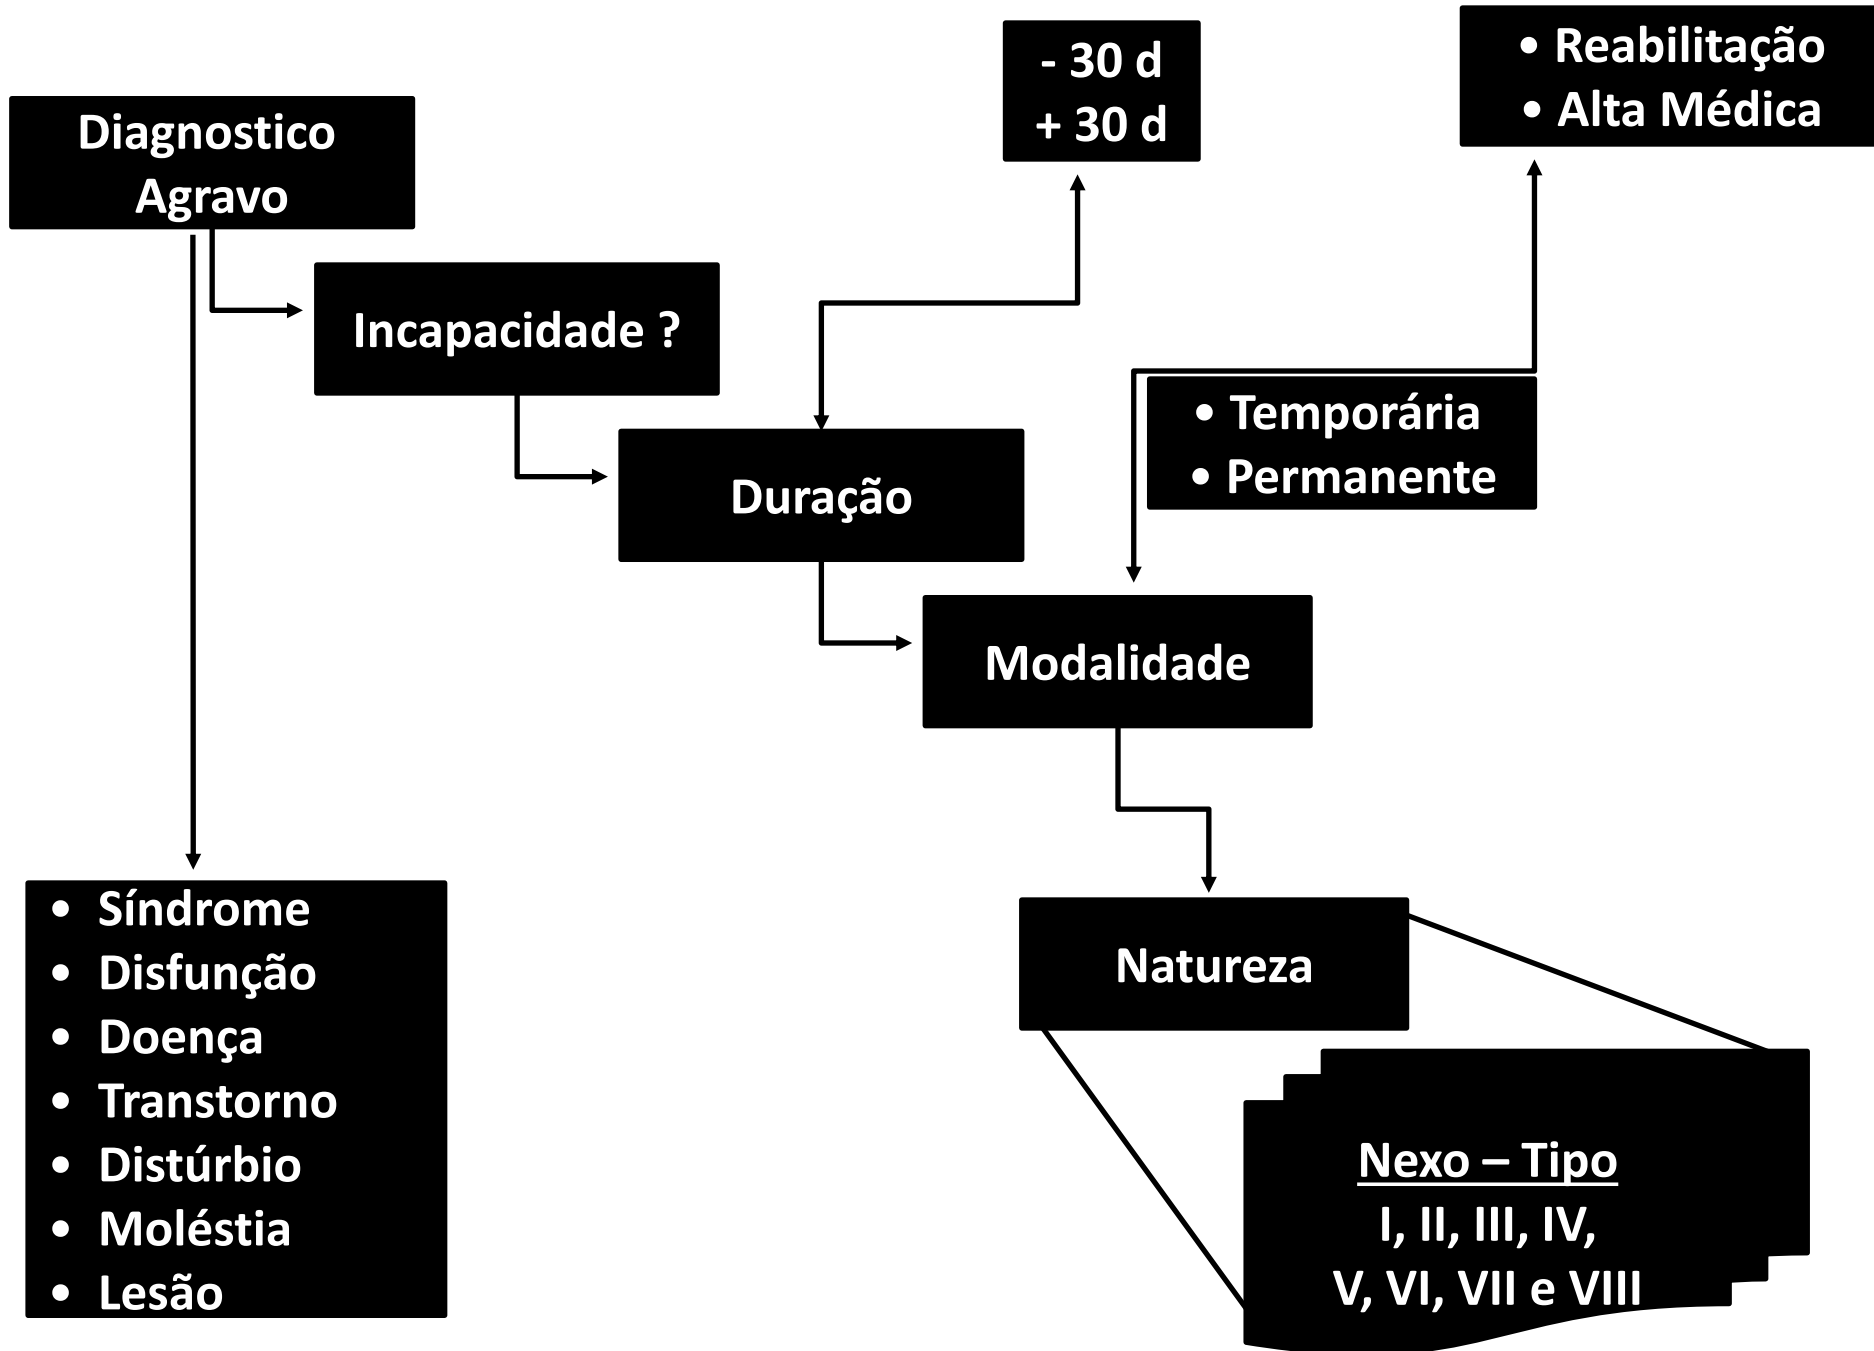 - 30 d
+ 30 d
• Reabilitação
• Alta Médica
Diagnostico
Agravo
Incapacidade ?
• Temporária
• Permanente
Duração
Modalidade
• Síndrome
• Disfunção
• Doença
• Transtorno
• Distúrbio
• Moléstia
• Lesão
Natureza
Nexo – Tipo
I, II, III, IV,
V, VI, VII e VIII